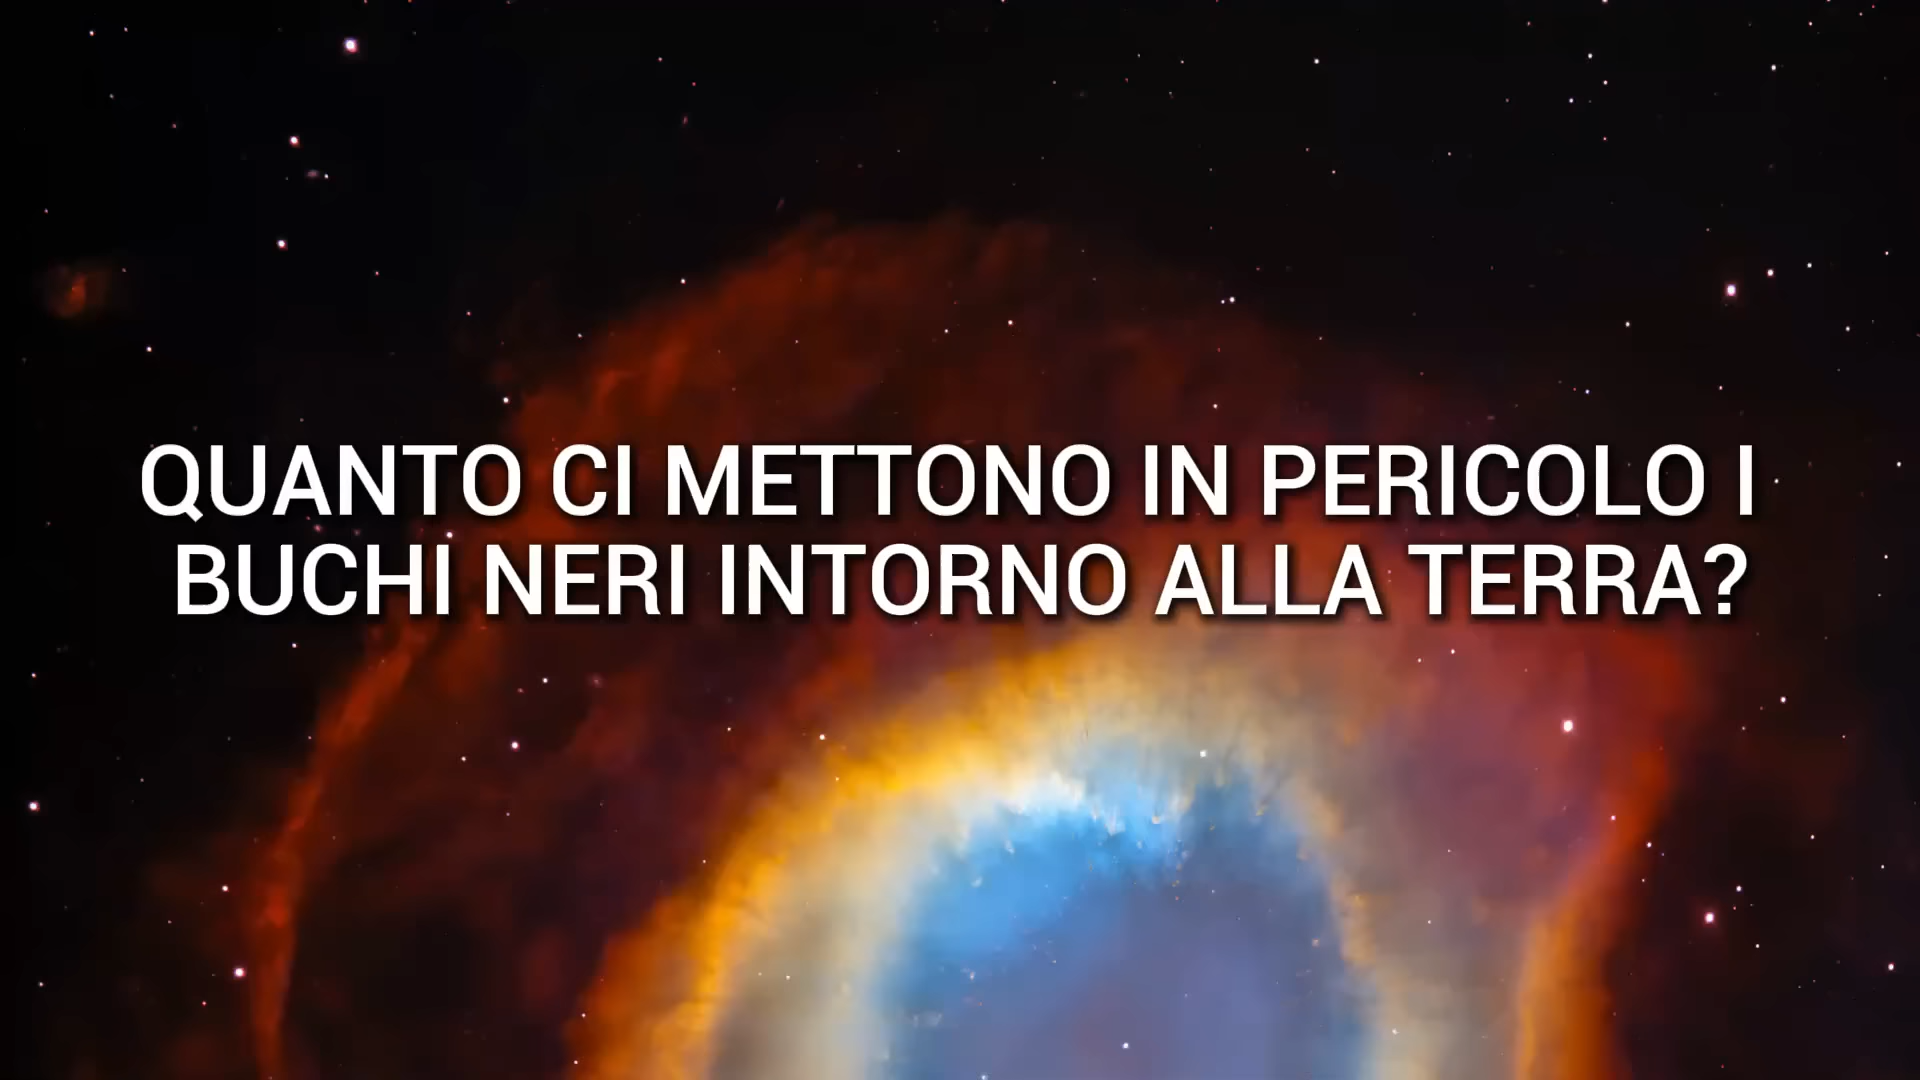 QUANTO CI METTONO IN PERICOLO I
BUCHI NERI INTORNO ALLA TERRA?